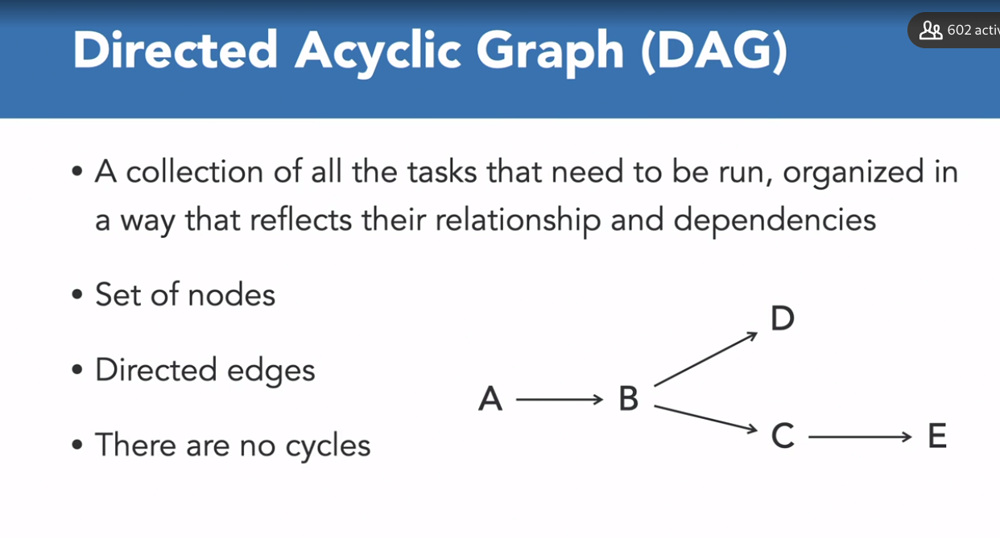 Directed Acyclic Graph (DAG)
602 activ
• A collection of all the tasks that need to be run, organized in
a way that reflects their relationship and dependencies
• Set of nodes
• Directed edges
• There are no cycles
D
A
B
C
E